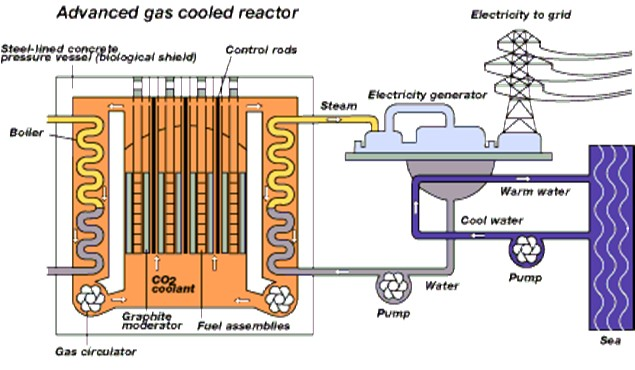 Advanced gas cooled reactor
Electricity to grid
Steel-lined concrete
pressure vessel (biological shield)
Control rods
Electricity generator
Steam
Boiler
Warm water
Cool water
CO2
coolant
Water
Pump
Pump
Graphite
moderator
Fuel assemblies
Sea
Gas circulator